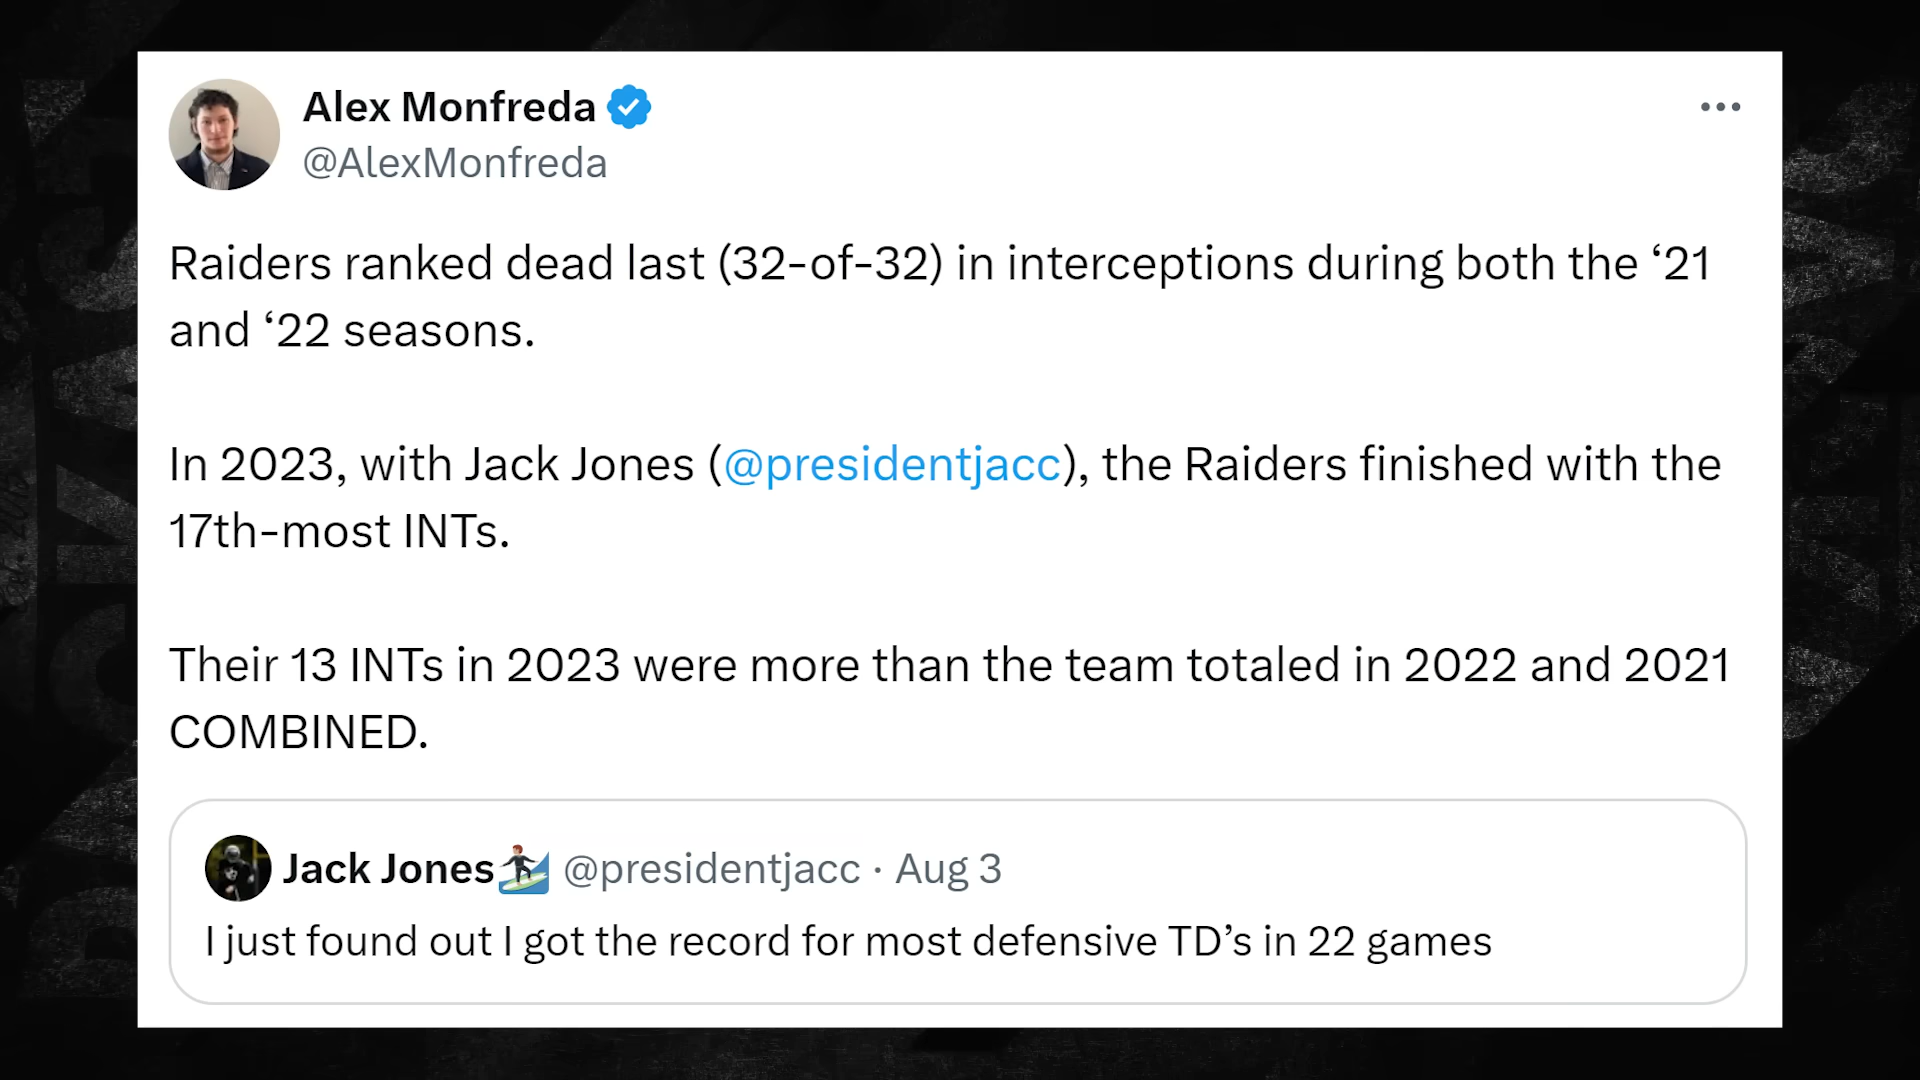 Alex Monfreda
@AlexMonfreda
Raiders ranked dead last (32-of-32) in interceptions during both the ‘21
and ‘22 seasons.
In 2023, with Jack Jones (@presidentjacc), the Raiders finished with the
17th-most INTs.
Their 13 INTs in 2023 were more than the team totaled in 2022 and 2021
COMBINED.
Jack Jones🏄 @presidentjacc · Aug 3
I just found out I got the record for most defensive TD’s in 22 games